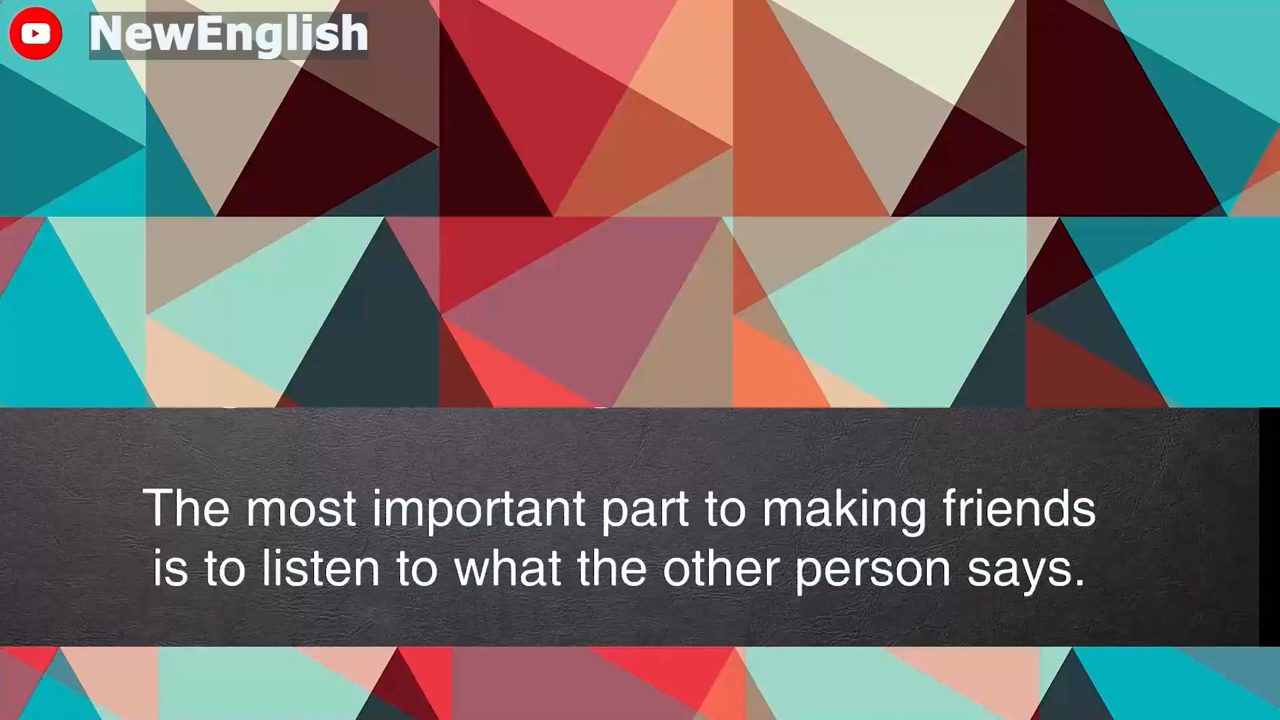 NewEnglish
The most important part to making friends
is to listen to what the other person says.